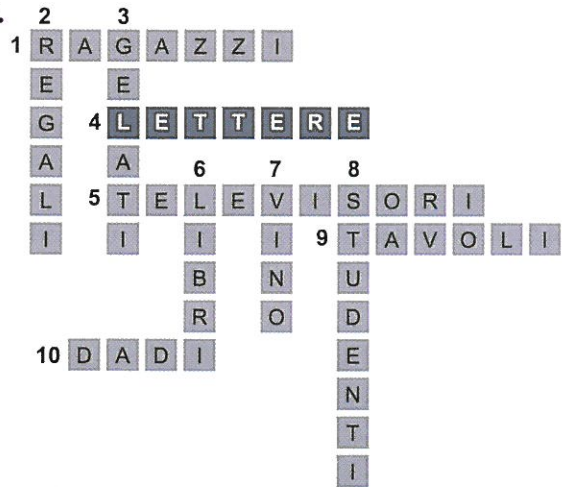 2 3
1 R A G A Z Z I
E E
G 4 L E T T E R E
A A 6 7 8
L 5 T E L E V I S O R I
I I I I 9 T A V O L I
B N U
R O D
10 D A D I E
N
T
I